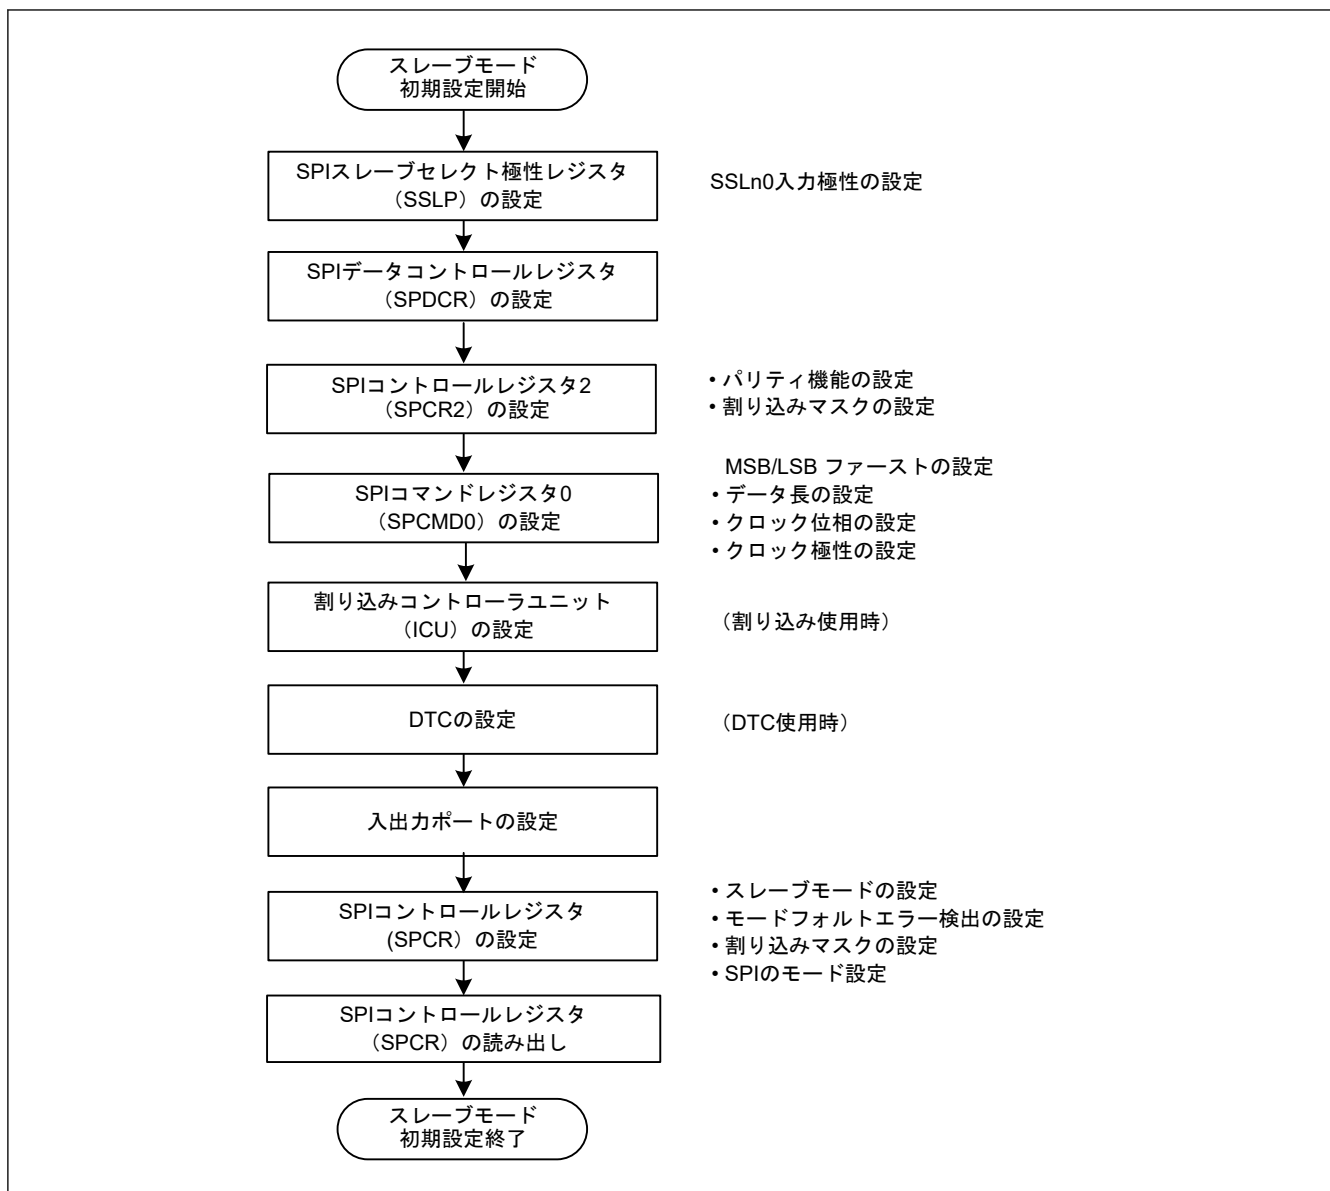 スレーブモード
初期設定開始
SPIスレーブセレクト極性レジスタ
（SSLP）の設定
SSLn0入力極性の設定
SPIデータコントロールレジスタ
（SPDCR）の設定
SPIコントロールレジスタ2
（SPCR2）の設定
• パリティ機能の設定
• 割り込みマスクの設定
SPIコマンドレジスタ0
（SPCMD0）の設定
MSB/LSB ファーストの設定
• データ長の設定
• クロック位相の設定
• クロック極性の設定
割り込みコントローラユニット
（ICU）の設定
（割り込み使用時）
DTCの設定
（DTC使用時）
入出力ポートの設定
SPIコントロールレジスタ
(SPCR）の設定
• スレーブモードの設定
• モードフォルトエラー検出の設定
• 割り込みマスクの設定
• SPIのモード設定
SPIコントロールレジスタ
（SPCR）の読み出し
スレーブモード
初期設定終了